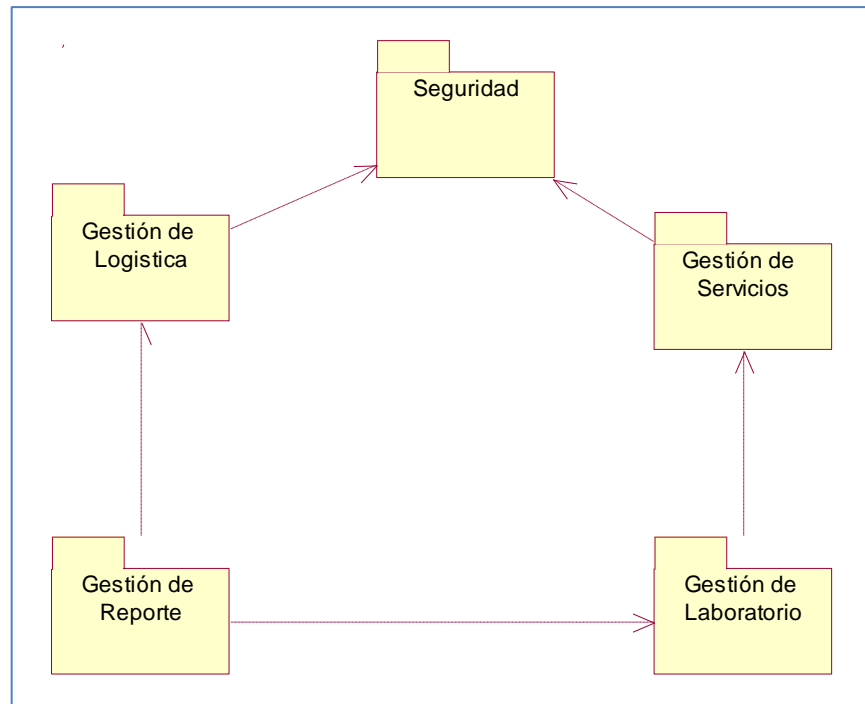 Seguridad
Gestión de
Logistica
Gestión de
Servicios
Gestión de
Reporte
Gestión de
Laboratorio